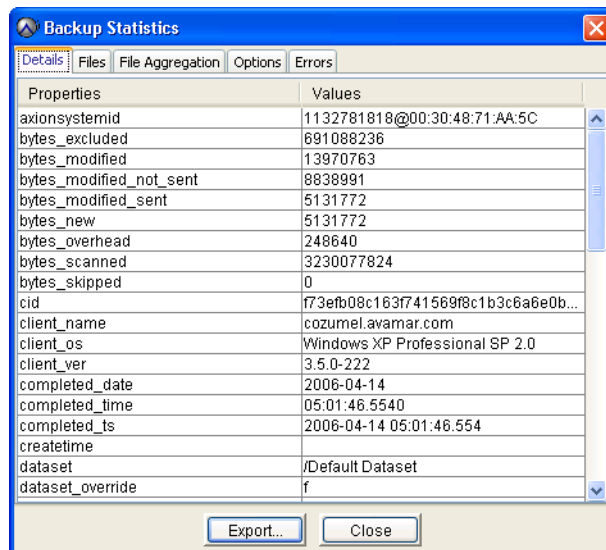 Backup Statistics
Details Files File Aggregation Options Errors
Properties Values
axionsystemid 1132781818@00:30:48:71:AA:5C
bytes_excluded 691088236
bytes_modified 13970763
bytes_modified_not_sent 8838991
bytes_modified_sent 5131772
bytes_new 5131772
bytes_overhead 248640
bytes_scanned 3230077824
bytes_skipped 0
cid f73efb08c163f741569f8c1b3c6a6e0b...
client_name cozumel.avamar.com
client_os Windows XP Professional SP 2.0
client_ver 3.5.0-222
completed_date 2006-04-14
completed_time 05:01:46.5540
completed_ts 2006-04-14 05:01:46.554
createtime
dataset /Default Dataset
dataset_override f
Export... Close